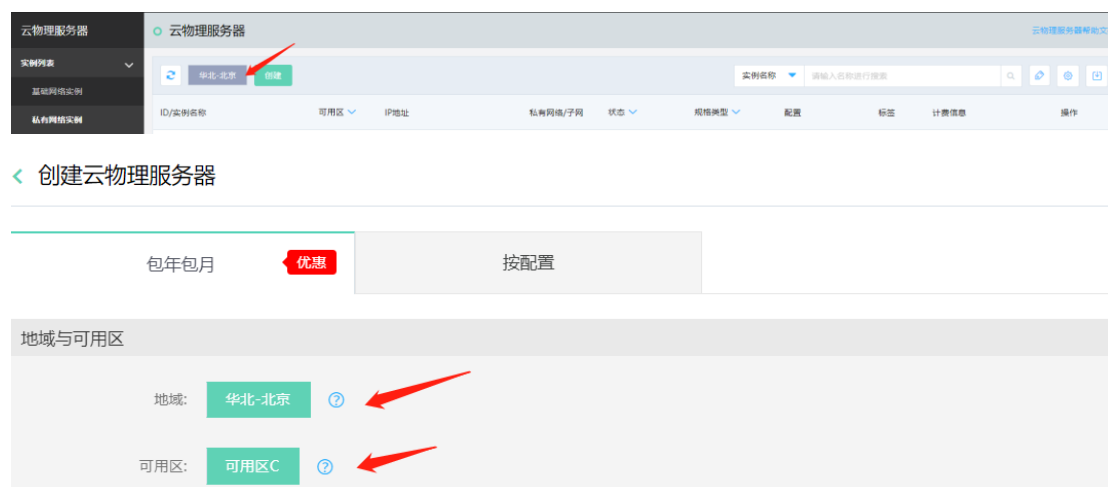 云物理服务器
云物理服务器
云物理服务器帮助文
实例列表
华北-北京
创建
实例名称
请输入名称进行搜索
基础网络实例
私有网络实例
ID/实例名称
可用区
IP地址
私有网络/子网
状态
规格类型
配置
标签
计费信息
操作
创建云物理服务器
包年包月
优惠
按配置
地域与可用区
地域:
华北-北京
可用区:
可用区C